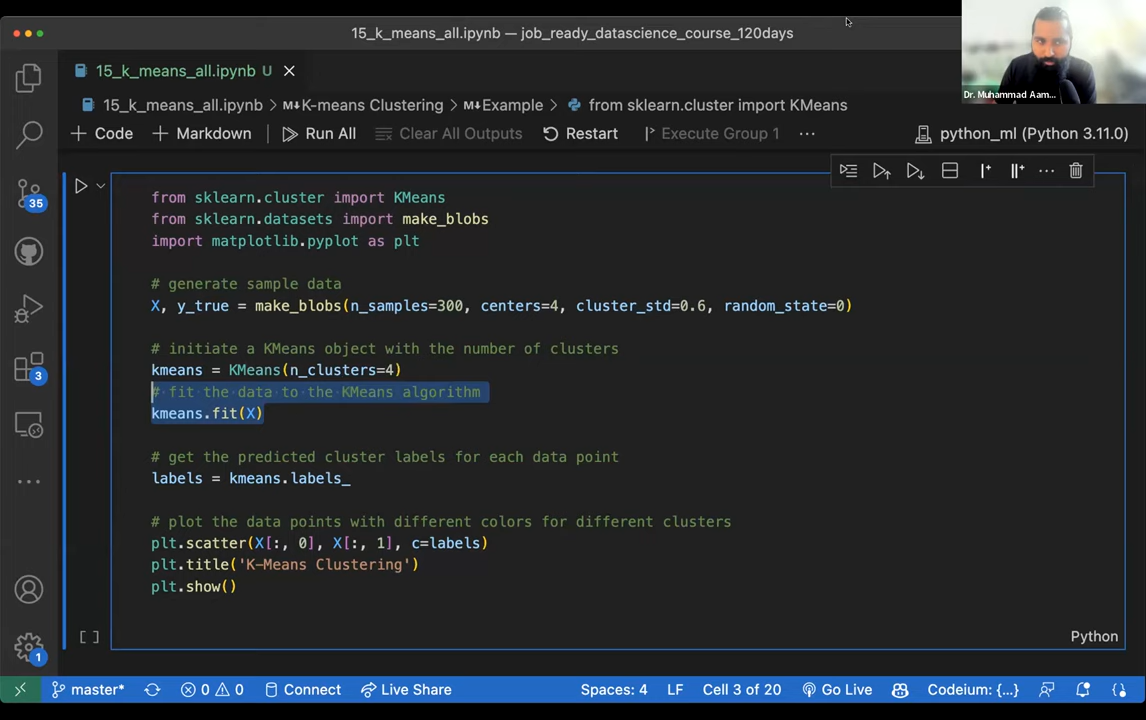 15_k_means_all.ipynb — job_ready_datascience_course_120days
Dr. Muhammad Aam...
15_k_means_all.ipynb U
15_k_means_all.ipynb > M↓K-means Clustering > M↓Example > from sklearn.cluster import KMeans
+ Code + Markdown Run All Clear All Outputs Restart Execute Group 1 ... python_ml (Python 3.11.0)
35
3
1
from sklearn.cluster import KMeans
from sklearn.datasets import make_blobs
import matplotlib.pyplot as plt
# generate sample data
X, y_true = make_blobs(n_samples=300, centers=4, cluster_std=0.6, random_state=0)
# initiate a KMeans object with the number of clusters
kmeans = KMeans(n_clusters=4)
# fit the data to the KMeans algorithm
kmeans.fit(X)
# get the predicted cluster labels for each data point
labels = kmeans.labels_
# plot the data points with different colors for different clusters
plt.scatter(X[:, 0], X[:, 1], c=labels)
plt.title('K-Means Clustering')
plt.show()
[ ] Python
master* 0 0 Connect Live Share Spaces: 4 LF Cell 3 of 20 Go Live Codeium: {...}